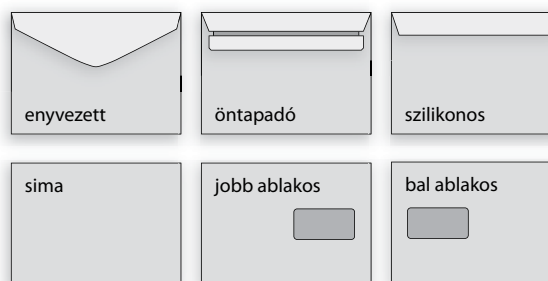 enyvezett
öntapadó
szilikonos
sima
jobb ablakos
bal ablakos